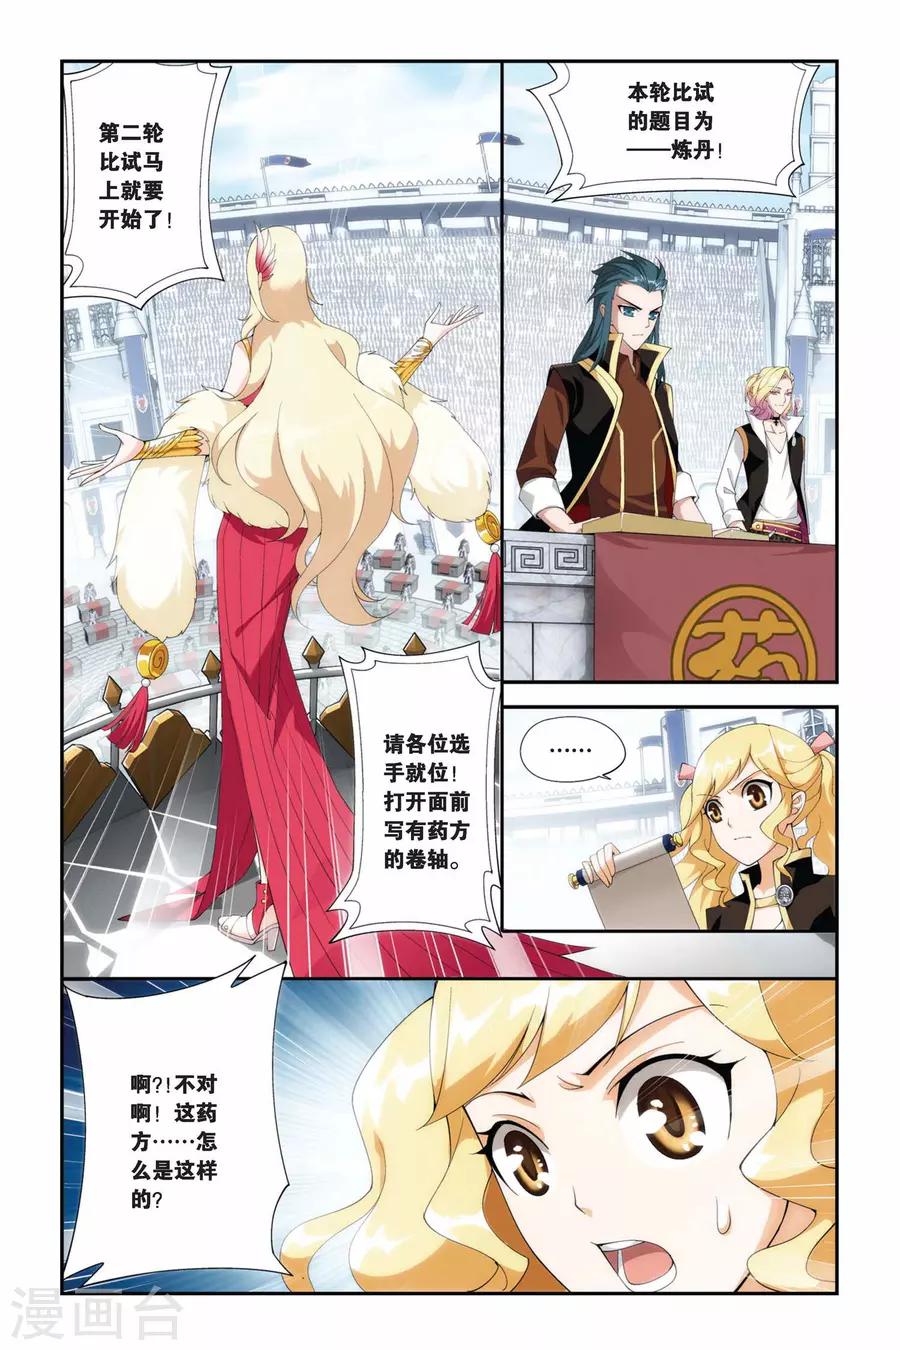 第二轮
比试马
上就要
开始了！
本轮比试
的题目为
——炼丹！
药
请各位选
手就位！
打开面前
写有药方
的卷轴。
……
啊?!不对
啊！这药
方……怎
么是这样
的?
漫画台